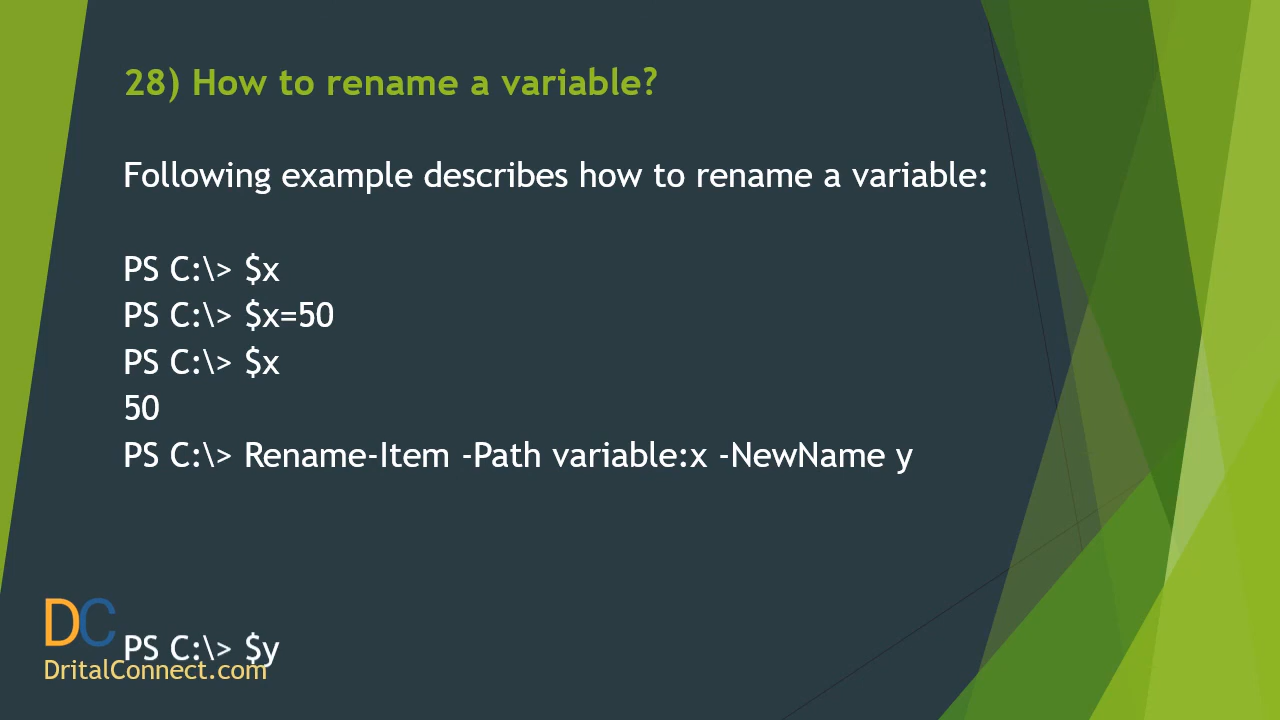 28) How to rename a variable?
Following example describes how to rename a variable:
PS C:\> $x
PS C:\> $x=50
PS C:\> $x
50
PS C:\> Rename-Item -Path variable:x -NewName y
PS C:\> $y
DC
DritalConnect.com